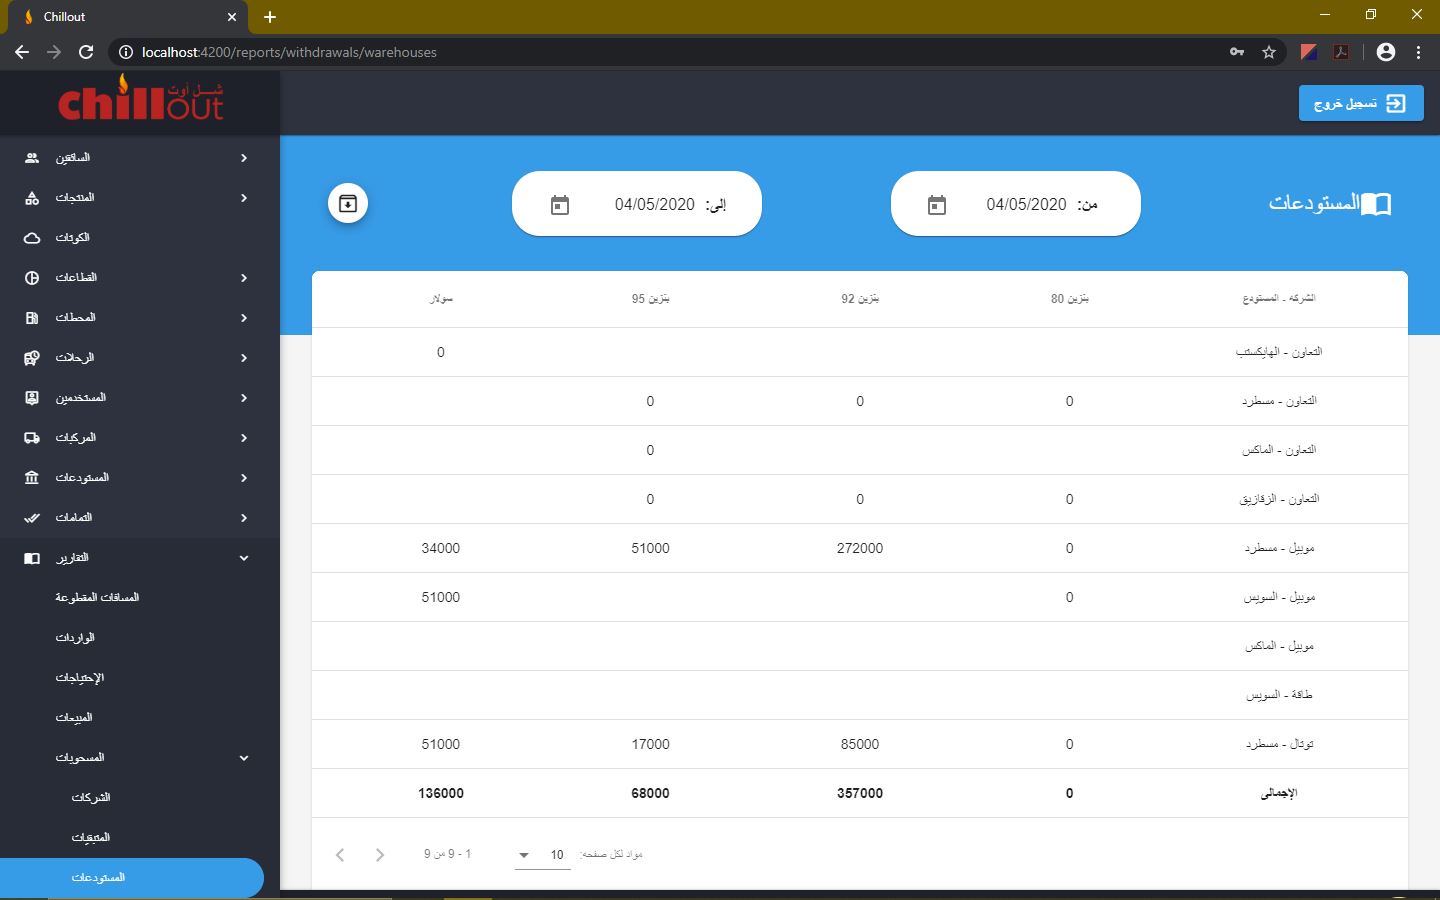 Chillout
localhost:4200/reports/withdrawals/warehouses
شــل أوت
chillout
تسجيل خروج
السائقين
المنتجات
الكوتات
القطاعات
المحطات
الرحلات
المستخدمين
المركبات
المستودعات
التمامات
التقارير
المسافات المقطوعة
الواردات
الإحتياجات
المبيعات
المسحوبات
الشركات
المتبقيات
المستودعات
المستودعات
من: 04/05/2020
إلى: 04/05/2020
الشركه - المستودع بنزين 80 بنزين 92 بنزين 95 سولار
التعاون - الهايكستب 0
التعاون - مسطرد 0 0 0
التعاون - الماكس 0
التعاون - الزقازيق 0 0 0
موبيل - مسطرد 0 272000 51000 34000
موبيل - السويس 0 51000
موبيل - الماكس
طاقة - السويس
توتال - مسطرد 0 85000 17000 51000
الإجمالى 0 357000 68000 136000
مواد لكل صفحه: 10 1 - 9 من 9